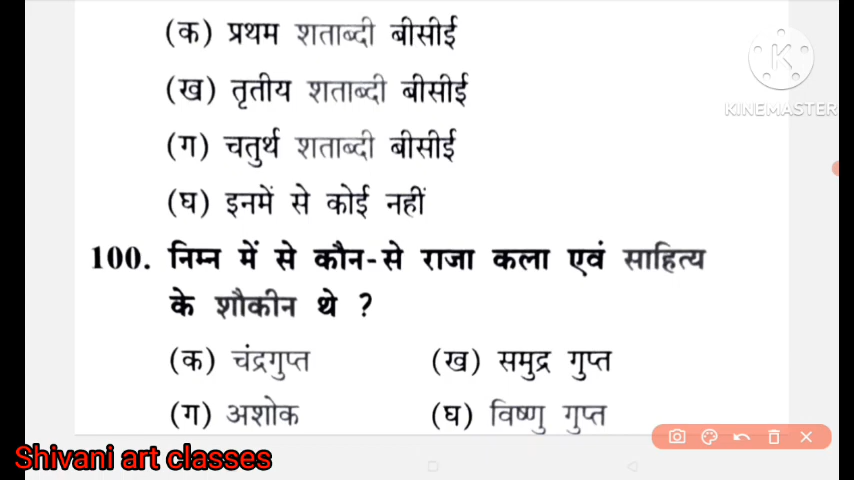 (क) प्रथम शताब्दी बीसीई
(ख) तृतीय शताब्दी बीसीई
KINEMASTER
(ग) चतुर्थ शताब्दी बीसीई
(घ) इनमें से कोई नहीं
100. निम्न में से कौन-से राजा कला एवं साहित्य
के शौकीन थे ?
(क) चंद्रगुप्त (ख) समुद्र गुप्त
(ग) अशोक (घ) विष्णु गुप्त
Shivani art classes